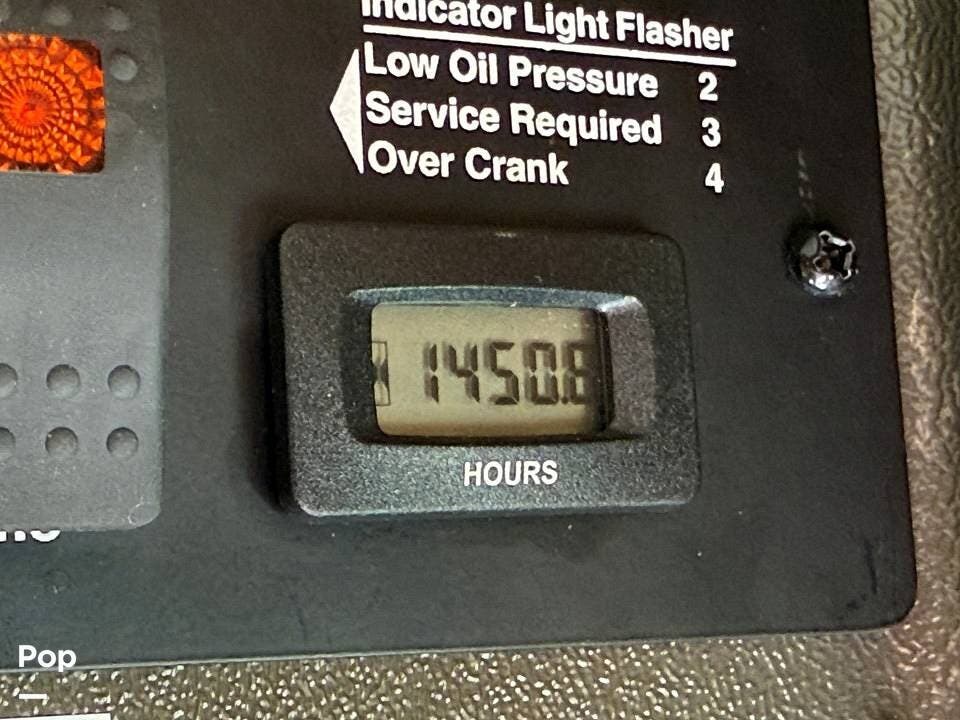 Indicator Light Flasher
Low Oil Pressure 2
Service Required 3
Over Crank 4
1450.6
HOURS
Pop